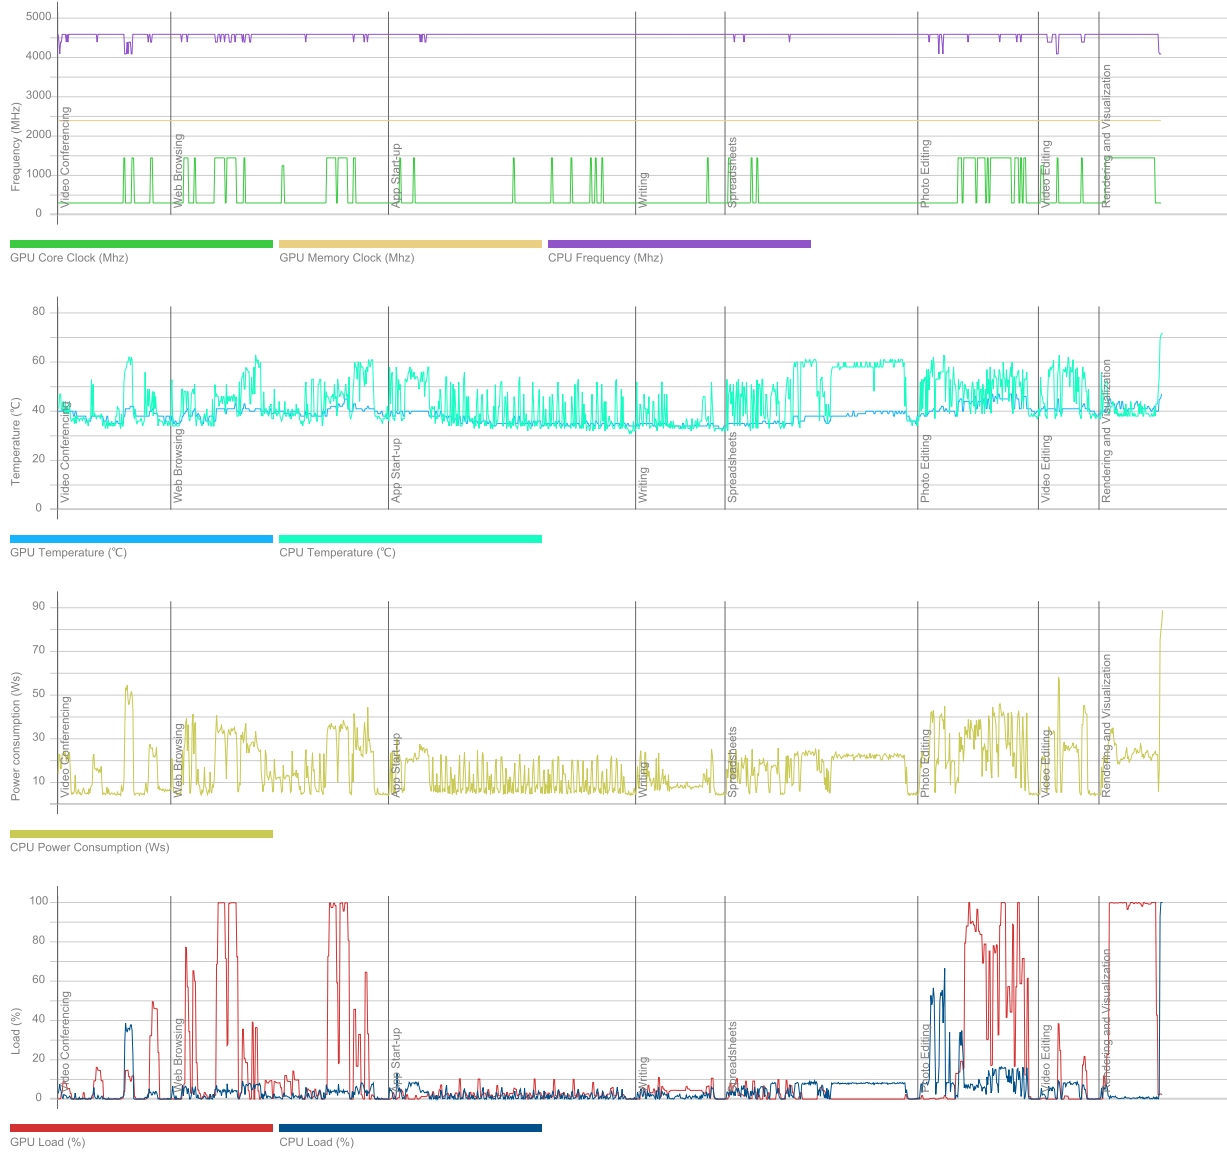 5000
4000
3000
2000
1000
0
Frequency (MHz)
Video Conferencing
Web Browsing
App Start-up
Writing
Spreadsheets
Photo Editing
Video Editing
Rendering and Visualization
GPU Core Clock (Mhz)
GPU Memory Clock (Mhz)
CPU Frequency (Mhz)
80
60
40
20
0
Temperature (℃)
Video Conferencing
Web Browsing
App Start-up
Writing
Spreadsheets
Photo Editing
Video Editing
Rendering and Visualization
GPU Temperature (℃)
CPU Temperature (℃)
90
70
50
30
10
Power consumption (Ws)
Video Conferencing
Web Browsing
App Start-up
Writing
Spreadsheets
Photo Editing
Video Editing
Rendering and Visualization
CPU Power Consumption (Ws)
100
80
60
40
20
0
Load (%)
Video Conferencing
Web Browsing
App Start-up
Writing
Spreadsheets
Photo Editing
Video Editing
Rendering and Visualization
GPU Load (%)
CPU Load (%)